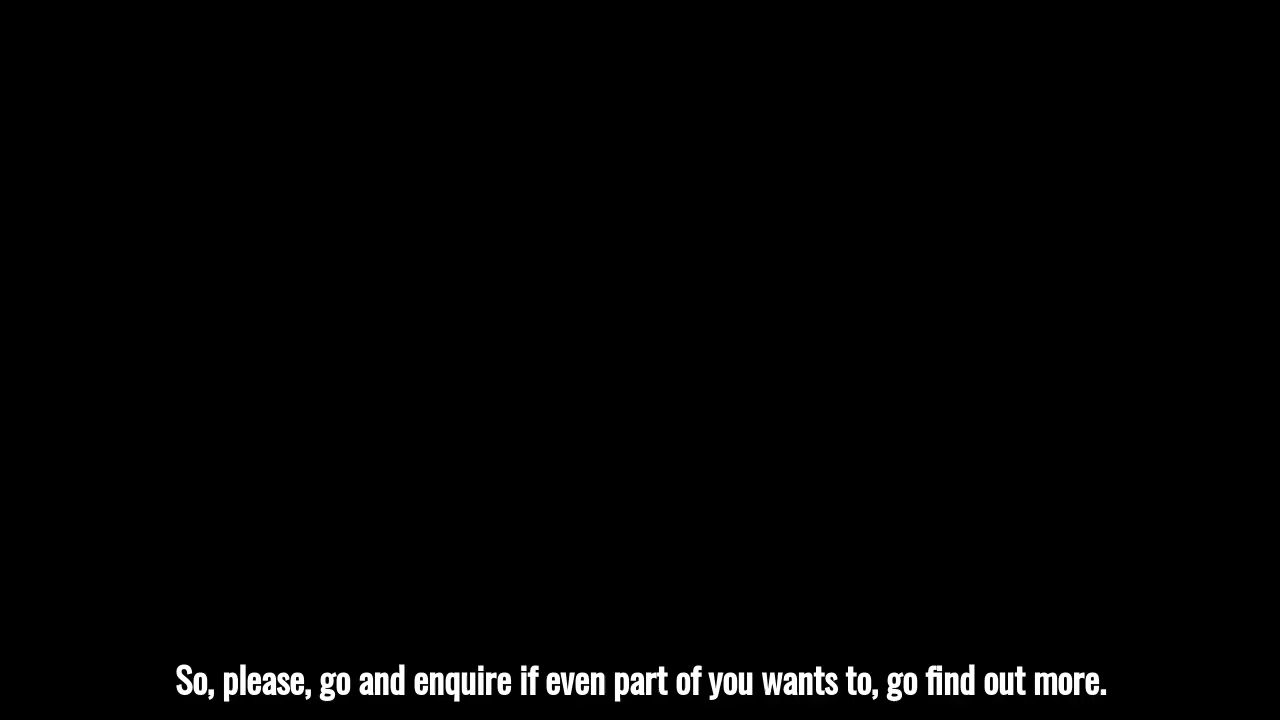 So, please, go and enquire if even part of you wants to, go find out more.